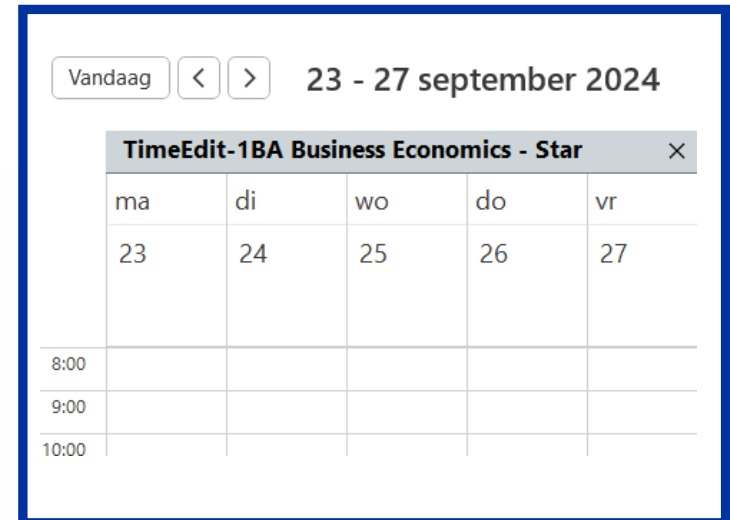 Vandaag < > 23 - 27 september 2024
TimeEdit-1BA Business Economics - Star ×
ma di wo do vr
23 24 25 26 27
8:00
9:00
10:00